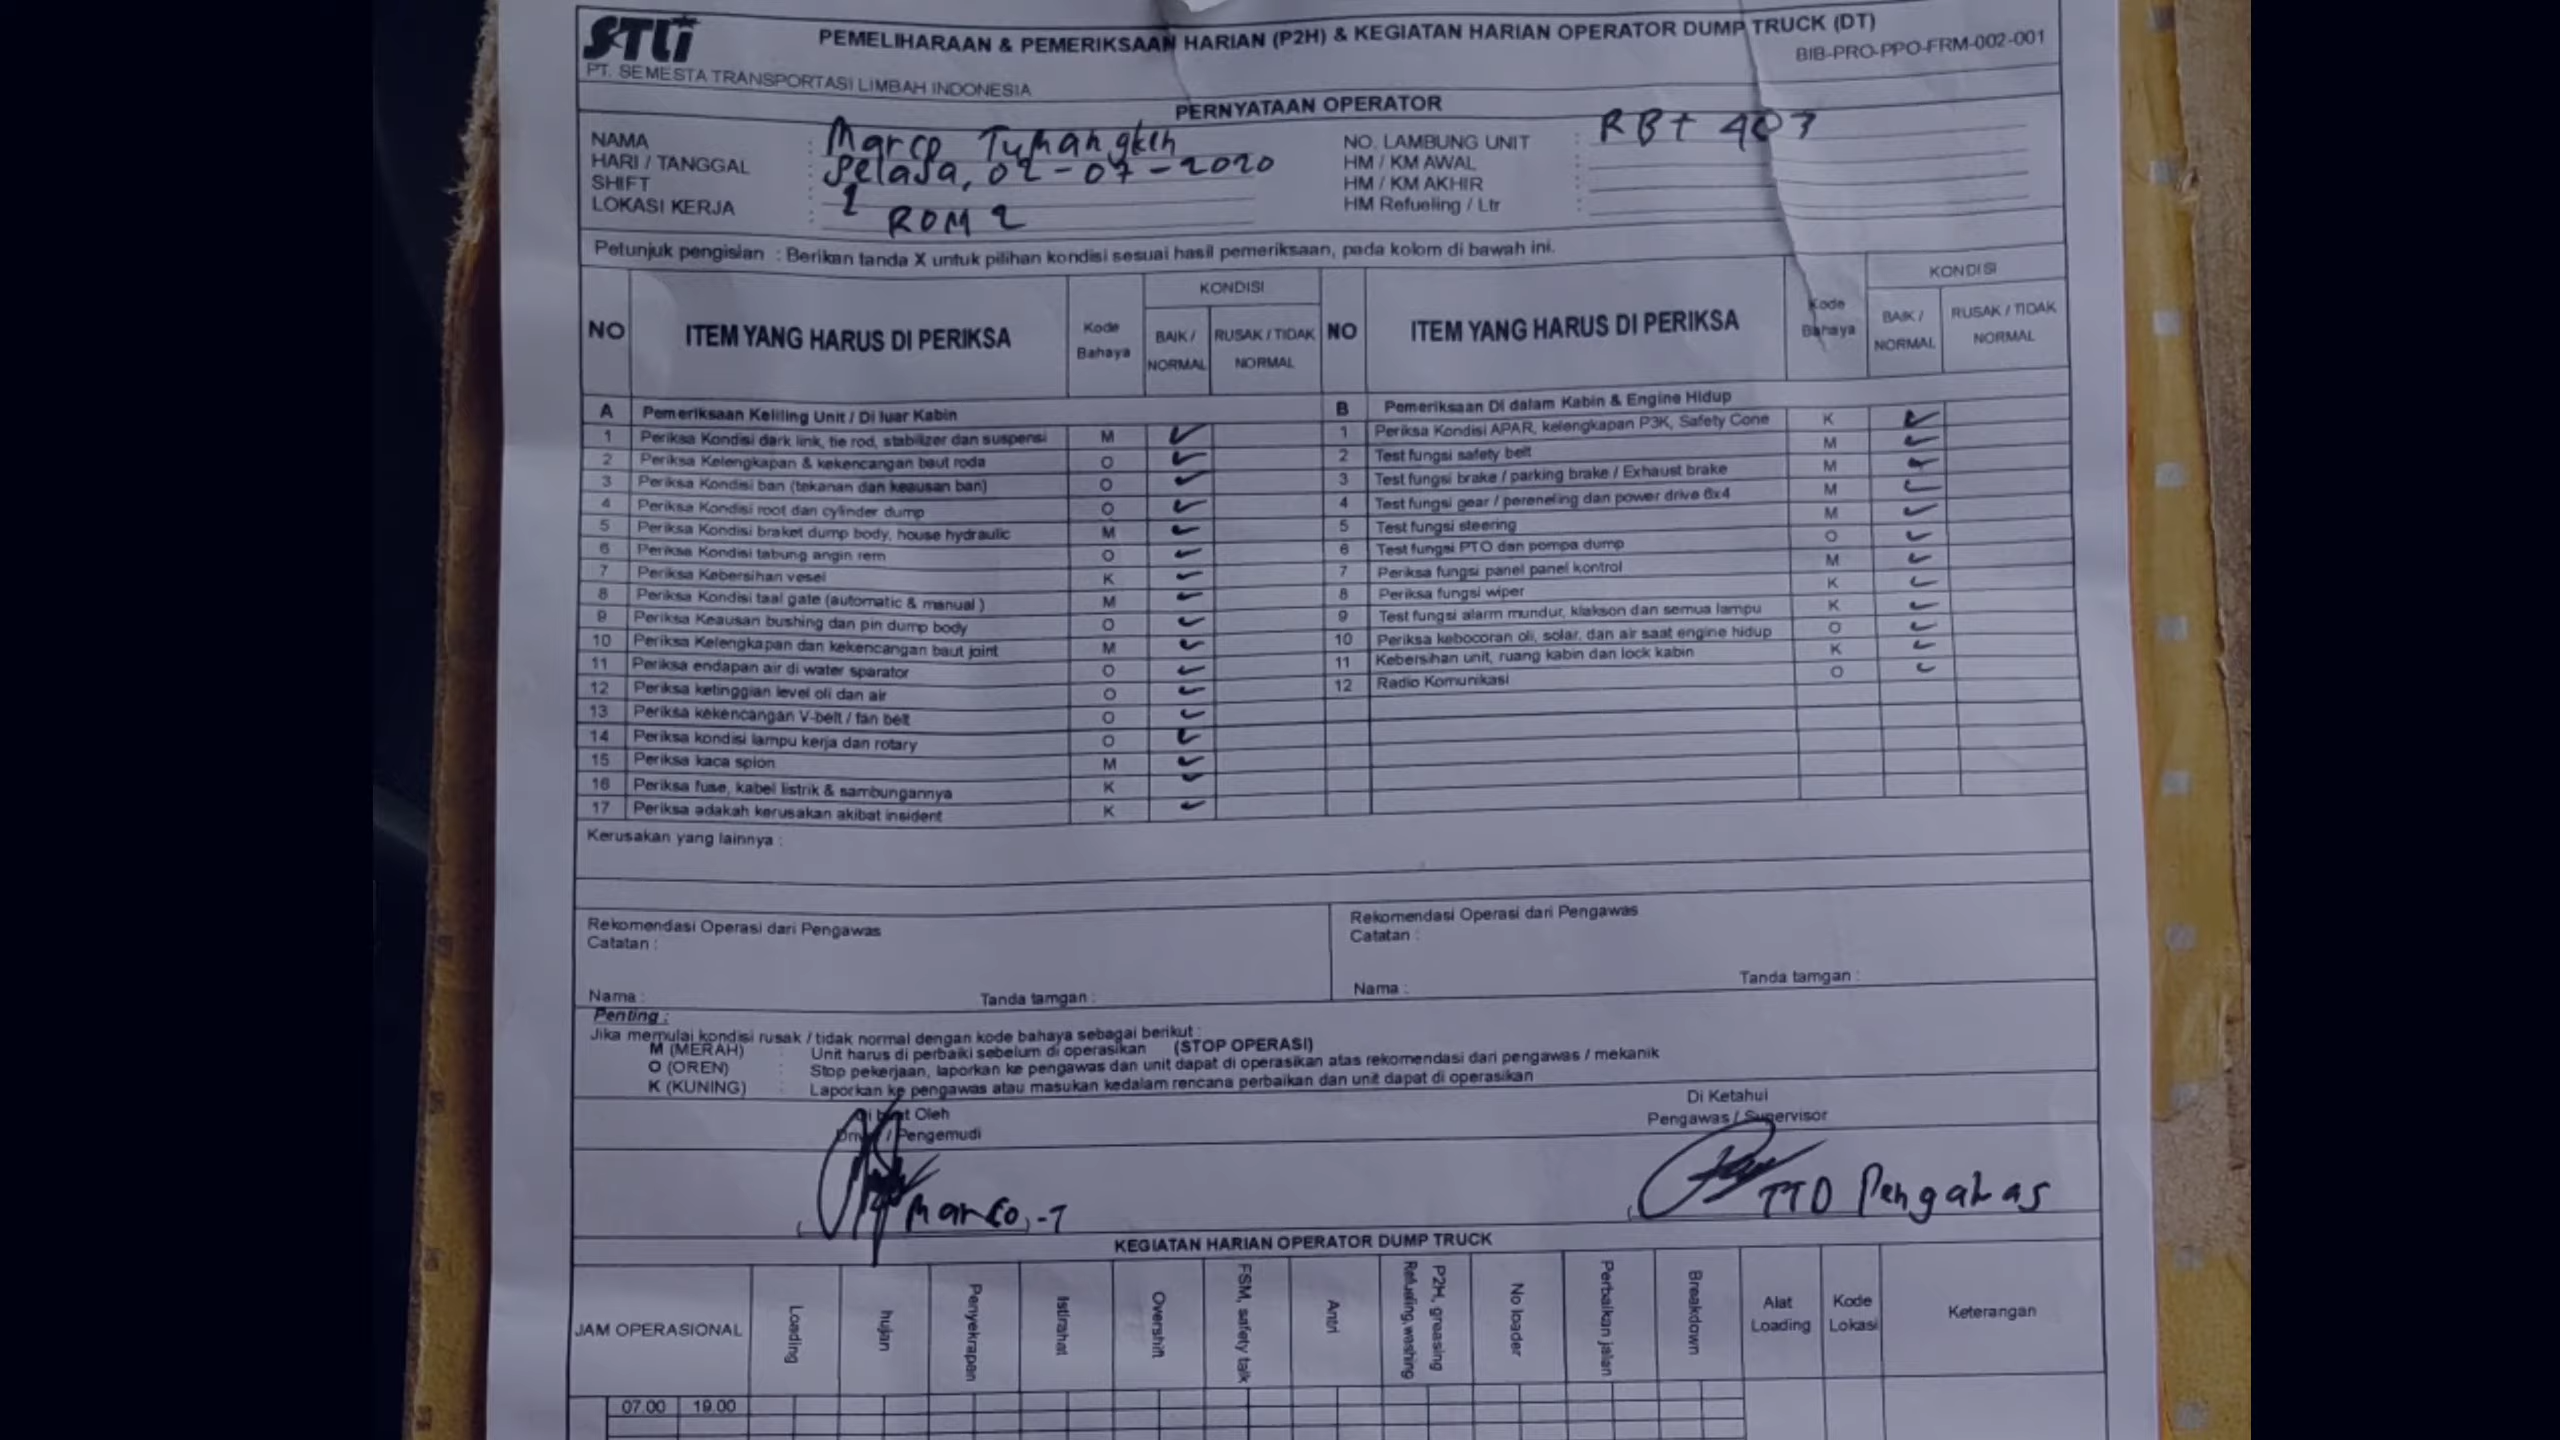 STLI
PEMELIHARAAN & PEMERIKSAAN HARIAN (P2H) & KEGIATAN HARIAN OPERATOR DUMP TRUCK (DT)
BIB-PRO-PPO-FRM-002-001
PT. SEMESTA TRANSPORTASI LIMBAH INDONESIA
PERNYATAAN OPERATOR
NAMA : Marco Tumangken NO. LAMBUNG UNIT : RBT 407
HARI / TANGGAL : Selasa, 02-07-2020 HM / KM AWAL :
SHIFT : 1 HM / KM AKHIR :
LOKASI KERJA : ROM 2 HM Refueling / Ltr :
Petunjuk pengisian : Berikan tanda X untuk pilihan kondisi sesuai hasil pemeriksaan, pada kolom di bawah ini.
NO ITEM YANG HARUS DI PERIKSA Kode Bahaya KONDISI BAIK / NORMAL RUSAK / TIDAK NORMAL NO ITEM YANG HARUS DI PERIKSA Kode Bahaya KONDISI BAIK / NORMAL RUSAK / TIDAK NORMAL
A Pemeriksaan Keliling Unit / Di luar Kabin B Pemeriksaan Di dalam Kabin & Engine Hidup
1 Periksa Kondisi dark link, tie rod, stabilizer dan suspensi M ✓ 1 Periksa Kondisi APAR, kelengkapan P3K, Safety Cone K ✓
2 Periksa Kelengkapan & kekencangan baut roda O ✓ 2 Test fungsi safety belt M ✓
3 Periksa Kondisi ban (tekanan dan keausan ban) O ✓ 3 Test fungsi brake / parking brake / Exhaust brake M ✓
4 Periksa Kondisi root dan cylinder dump O ✓ 4 Test fungsi gear / pereneling dan power drive 6x4 M ✓
5 Periksa Kondisi braket dump body, house hydraulic M ✓ 5 Test fungsi steering M ✓
6 Periksa Kondisi tabung angin rem O ✓ 6 Test fungsi PTO dan pompa dump O ✓
7 Periksa Kebersihan vesel K ✓ 7 Periksa fungsi panel panel kontrol M ✓
8 Periksa Kondisi taal gate (automatic & manual ) M ✓ 8 Periksa fungsi wiper K ✓
9 Periksa Keausan bushing dan pin dump body O ✓ 9 Test fungsi alarm mundur, klakson dan semua lampu K ✓
10 Periksa Kelengkapan dan kekencangan baut joint M ✓ 10 Periksa kebocoran oli, solar, dan air saat engine hidup O ✓
11 Periksa endapan air di water sparator O ✓ 11 Kebersihan unit, ruang kabin dan lock kabin K ✓
12 Periksa ketinggian level oli dan air O ✓ 12 Radio Komunikasi O ✓
13 Periksa kekencangan V-belt / fan belt O ✓
14 Periksa kondisi lampu kerja dan rotary O ✓
15 Periksa kaca spion M ✓
16 Periksa fuse, kabel listrik & sambungannya K ✓
17 Periksa adakah kerusakan akibat insident K ✓
Kerusakan yang lainnya :
Rekomendasi Operasi dari Pengawas Rekomendasi Operasi dari Pengawas
Catatan : Catatan :
Nama : Tanda tamgan : Nama : Tanda tamgan :
Penting :
Jika memulai kondisi rusak / tidak normal dengan kode bahaya sebagai berikut :
M (MERAH) : Unit harus di perbaiki sebelum di operasikan (STOP OPERASI)
O (OREN) : Stop pekerjaan, laporkan ke pengawas dan unit dapat di operasikan atas rekomendasi dari pengawas / mekanik
K (KUNING) : Laporkan ke pengawas atau masukan kedalam rencana perbaikan dan unit dapat di operasikan
Di buat Oleh Di Ketahui
Driver / Pengemudi Pengawas / Supervisor
Marco,-T TTD Pengawas
KEGIATAN HARIAN OPERATOR DUMP TRUCK
JAM OPERASIONAL Loading hujan Penyekrapan Istirahat Overshift FSM, safety talk Antri P2H, greasing Refueling,washing No loader Perbaikan jalan Breakdown Alat Loading Kode Lokasi Keterangan
07.00 19.00